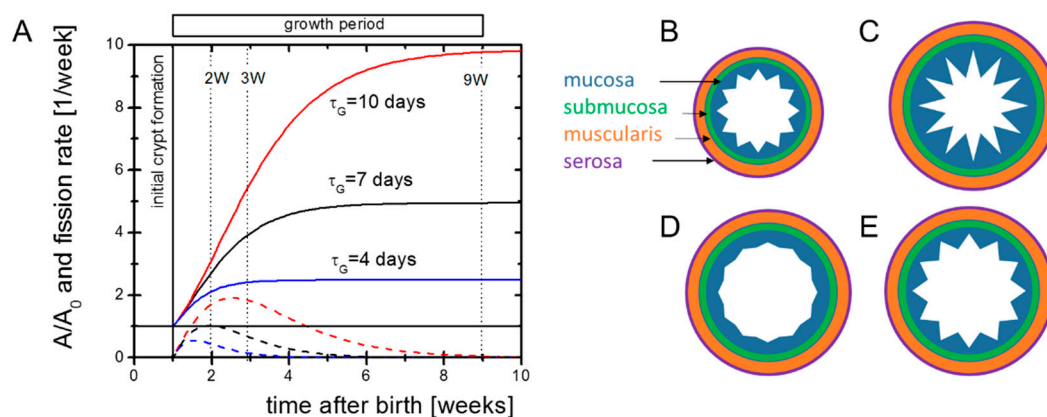 A
growth period
A/A0 and fission rate [1/week]
10
8
6
4
2
0
initial crypt formation
2W
3W
9W
τG=10 days
τG=7 days
τG=4 days
2
4
6
8
10
time after birth [weeks]
B
C
mucosa
submucosa
muscularis
serosa
D
E